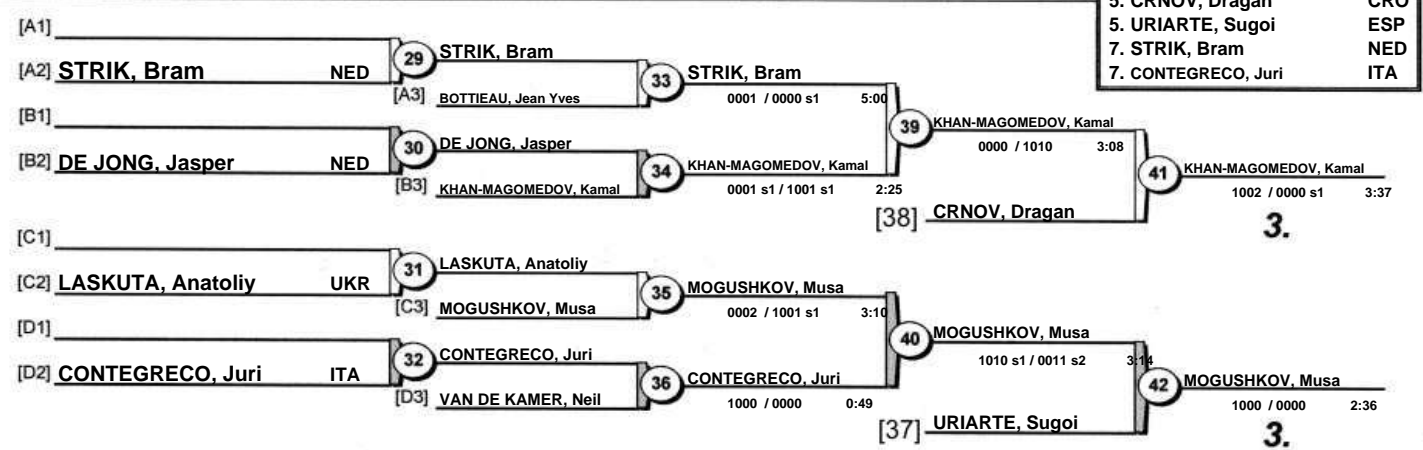 5. CRNOV, Dragan CRO
5. URIARTE, Sugoi ESP
7. STRIK, Bram NED
7. CONTEGRECO, Juri ITA
[A1]
[A2] STRIK, Bram NED
29
STRIK, Bram
[A3] BOTTIEAU, Jean Yves
33
STRIK, Bram
0001 / 0000 s1 5:00
[B1]
[B2] DE JONG, Jasper NED
30
DE JONG, Jasper
[B3] KHAN-MAGOMEDOV, Kamal
34
KHAN-MAGOMEDOV, Kamal
0001 s1 / 1001 s1 2:25
39
KHAN-MAGOMEDOV, Kamal
0000 / 1010 3:08
[38] CRNOV, Dragan
41
KHAN-MAGOMEDOV, Kamal
1002 / 0000 s1 3:37
3.
[C1]
[C2] LASKUTA, Anatoliy UKR
31
LASKUTA, Anatoliy
[C3] MOGUSHKOV, Musa
35
MOGUSHKOV, Musa
0002 / 1001 s1 3:10
[D1]
[D2] CONTEGRECO, Juri ITA
32
CONTEGRECO, Juri
[D3] VAN DE KAMER, Neil
36
CONTEGRECO, Juri
1000 / 0000 0:49
40
MOGUSHKOV, Musa
1010 s1 / 0011 s2 3:14
[37] URIARTE, Sugoi
42
MOGUSHKOV, Musa
1000 / 0000 2:36
3.